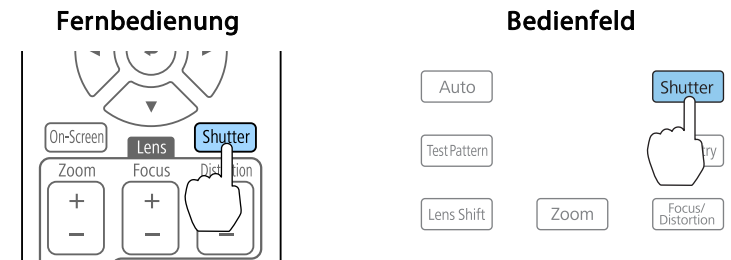 Fernbedienung
On-Screen
Shutter
Lens
Zoom
Focus
+
+
−
−
−
Bedienfeld
Auto
Shutter
Test Pattern
Lens Shift
Zoom
Focus/
Distortion